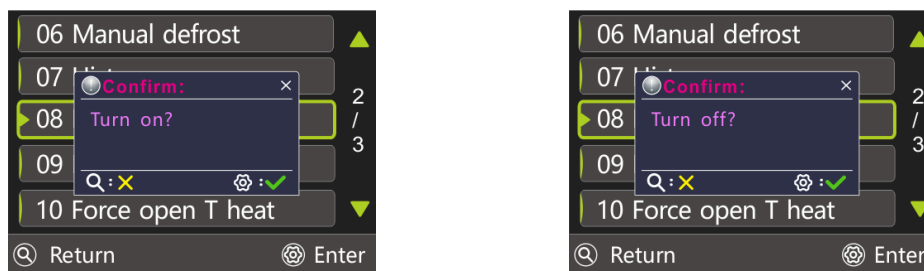 06 Manual defrost
07
Confirm:
08
Turn on?
2
/
3
09
10 Force open T heat
Return
Enter
06 Manual defrost
07
Confirm:
08
Turn off?
2
/
3
09
10 Force open T heat
Return
Enter